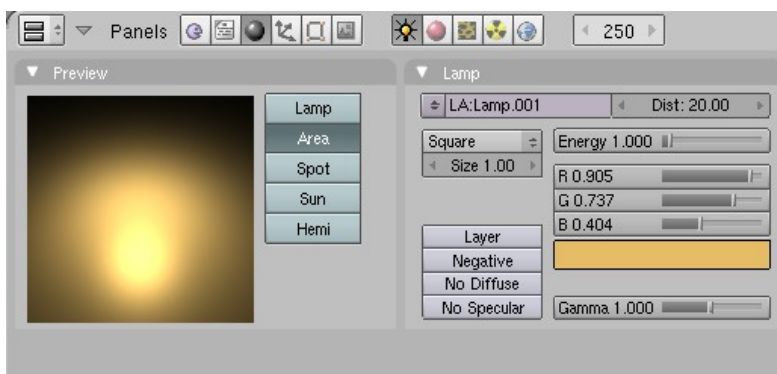 Panels 250
Preview
Lamp
Area
Spot
Sun
Hemi
Lamp
LA:Lamp.001 Dist: 20.00
Square
Size 1.00
Energy 1.000
R 0.905
G 0.737
B 0.404
Layer
Negative
No Diffuse
No Specular
Gamma 1.000